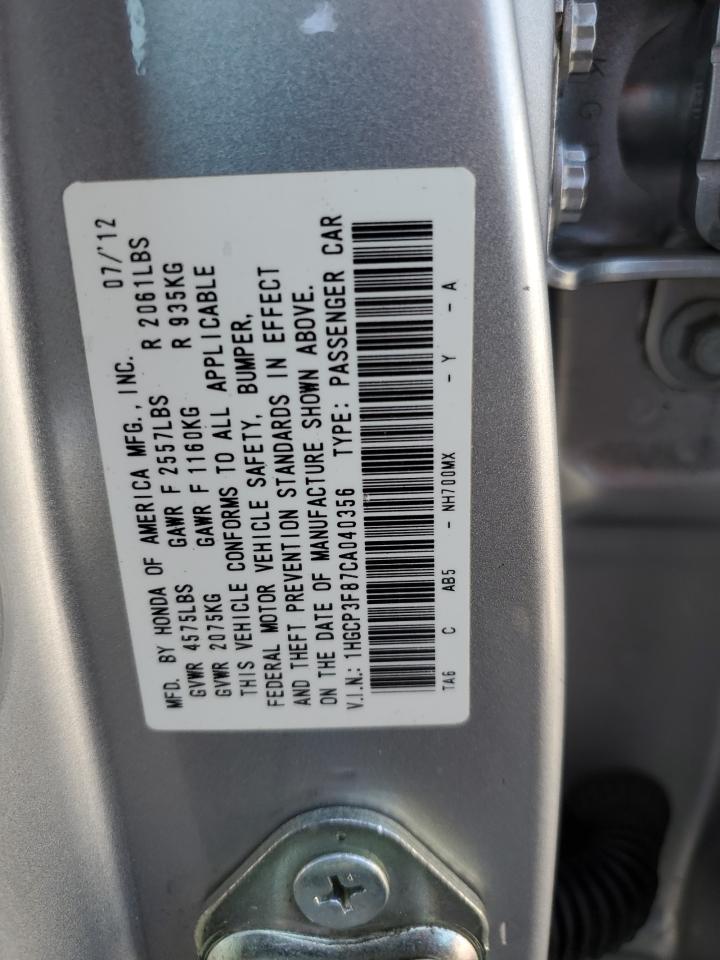 MFD. BY HONDA OF AMERICA MFG., INC. 07/'12
GVWR 4575LBS GAWR F 2557LBS R 2061LBS
GVWR 2075KG GAWR F 1160KG R 935KG
THIS VEHICLE CONFORMS TO ALL APPLICABLE
FEDERAL MOTOR VEHICLE SAFETY, BUMPER,
AND THEFT PREVENTION STANDARDS IN EFFECT
ON THE DATE OF MANUFACTURE SHOWN ABOVE.
V.I.N.: 1HGCP3F87CA040356 TYPE: PASSENGER CAR
TA6 C AB5 - NH700MX - Y - A